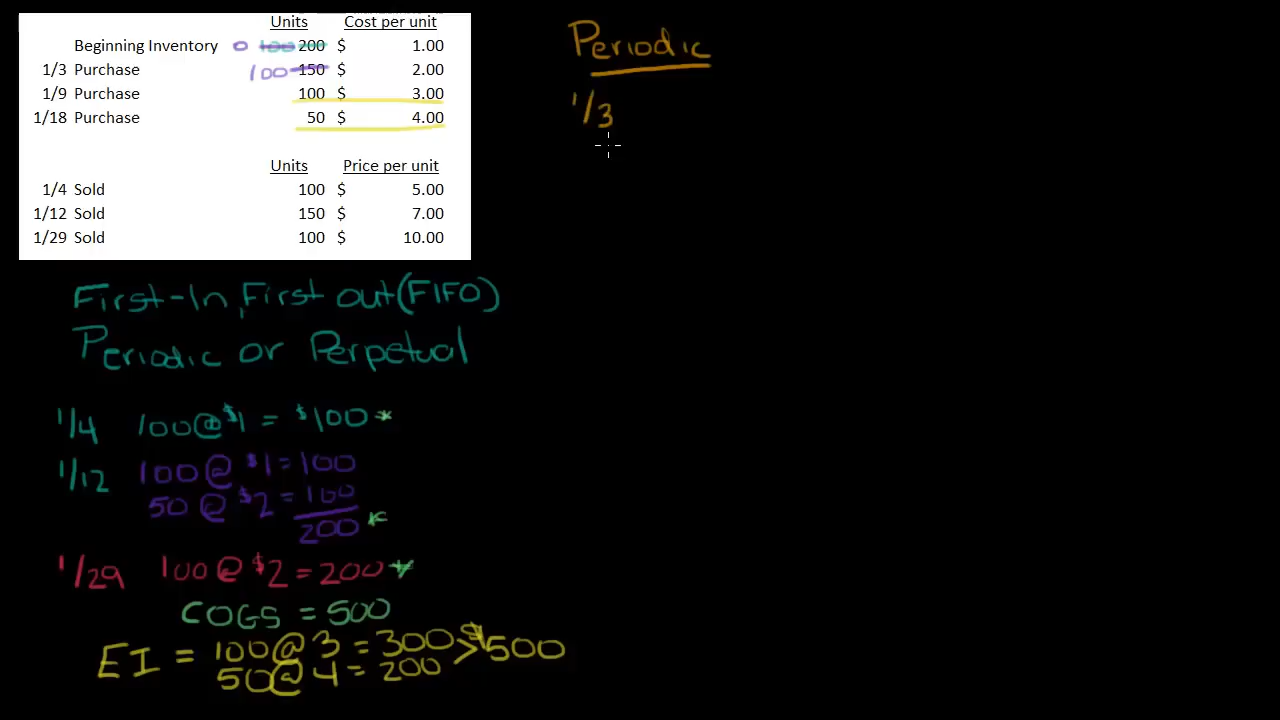 Units Cost per unit
Beginning Inventory 0 100 200 $ 1.00
1/3 Purchase 100 150 $ 2.00
1/9 Purchase 100 $ 3.00
1/18 Purchase 50 $ 4.00
Units Price per unit
1/4 Sold 100 $ 5.00
1/12 Sold 150 $ 7.00
1/29 Sold 100 $ 10.00
First-In, First out (FIFO)
Periodic or Perpetual
1/4 100@$1 = $100*
1/12 100@ $1 = 100
50 @ $2 = 100
200 *
1/29 100@ $2 = 200 *
COGS = 500
EI = 100@ 3 = 300 > $500
50@ 4 = 200
Periodic
1/3